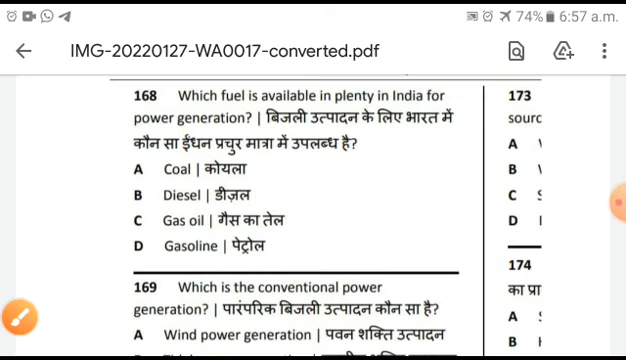 74% 6:57 a.m.
IMG-20220127-WA0017-converted.pdf
168 Which fuel is available in plenty in India for
power generation? | बिजली उत्पादन के लिए भारत में
कौन सा ईंधन प्रचुर मात्रा में उपलब्ध है?
A Coal | कोयला
B Diesel | डीज़ल
C Gas oil | गैस का तेल
D Gasoline | पेट्रोल
169 Which is the conventional power
generation? | पारंपरिक बिजली उत्पादन कौन सा है?
A Wind power generation | पवन शक्ति उत्पादन
173
A
B
C
D
174
का
A
B